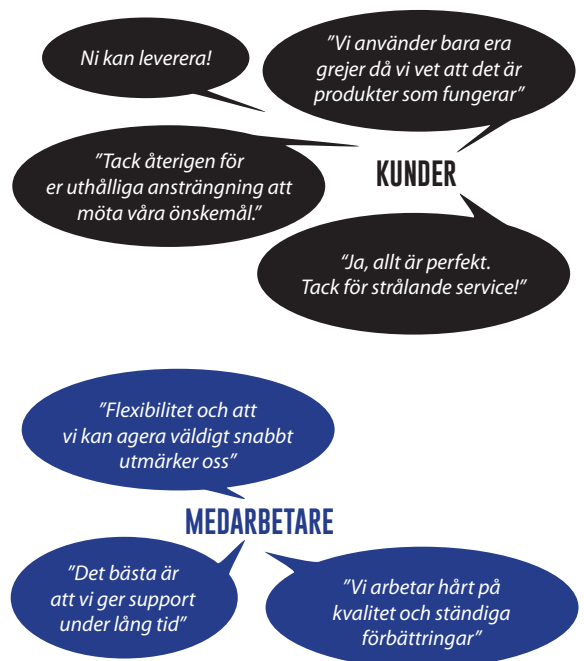 Ni kan leverera!
”Vi använder bara era
grejer då vi vet att det är
produkter som fungerar”
”Tack återigen för
er uthålliga ansträngning att
möta våra önskemål.”
KUNDER
“Ja, allt är perfekt.
Tack för strålande service!”
”Flexibilitet och att
vi kan agera väldigt snabbt
utmärker oss”
MEDARBETARE
”Det bästa är
att vi ger support
under lång tid”
”Vi arbetar hårt på
kvalitet och ständiga
förbättringar”